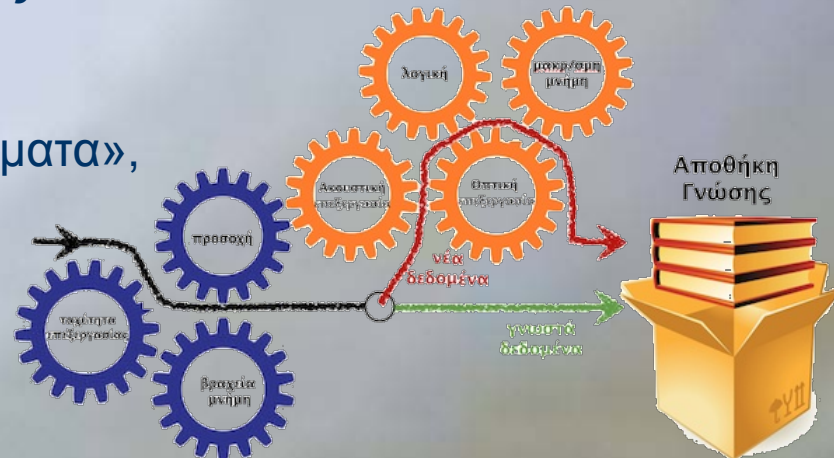 ματα»,
λογική
μακρ/σμη
μνήμη
Ακουστική
επεξεργασία
Οπτική
επεξεργασία
προσοχή
ταχύτητα
επεξεργασίας
βραχεία
μνήμη
νέα
δεδομένα
γνωστά
δεδομένα
Αποθήκη
Γνώσης